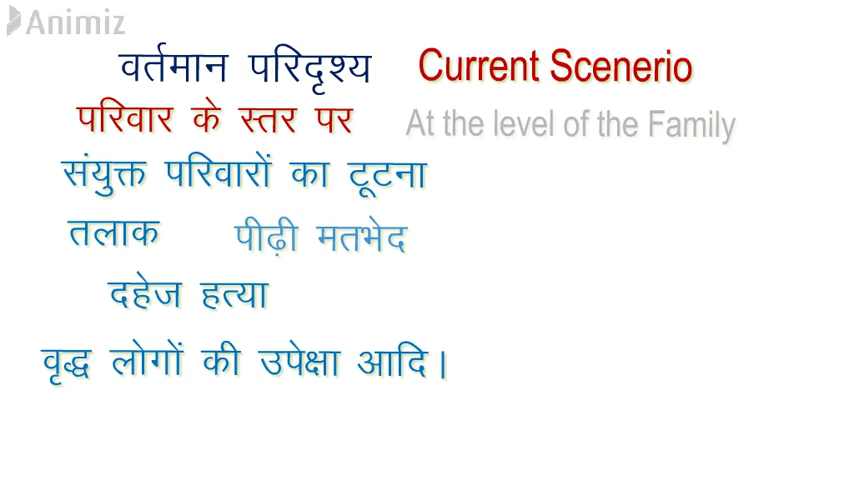 Animiz
वर्तमान परिदृश्य Current Scenerio
परिवार के स्तर पर At the level of the Family
संयुक्त परिवारों का टूटना
तलाक पीढ़ी मतभेद
दहेज हत्या
वृद्ध लोगों की उपेक्षा आदि।